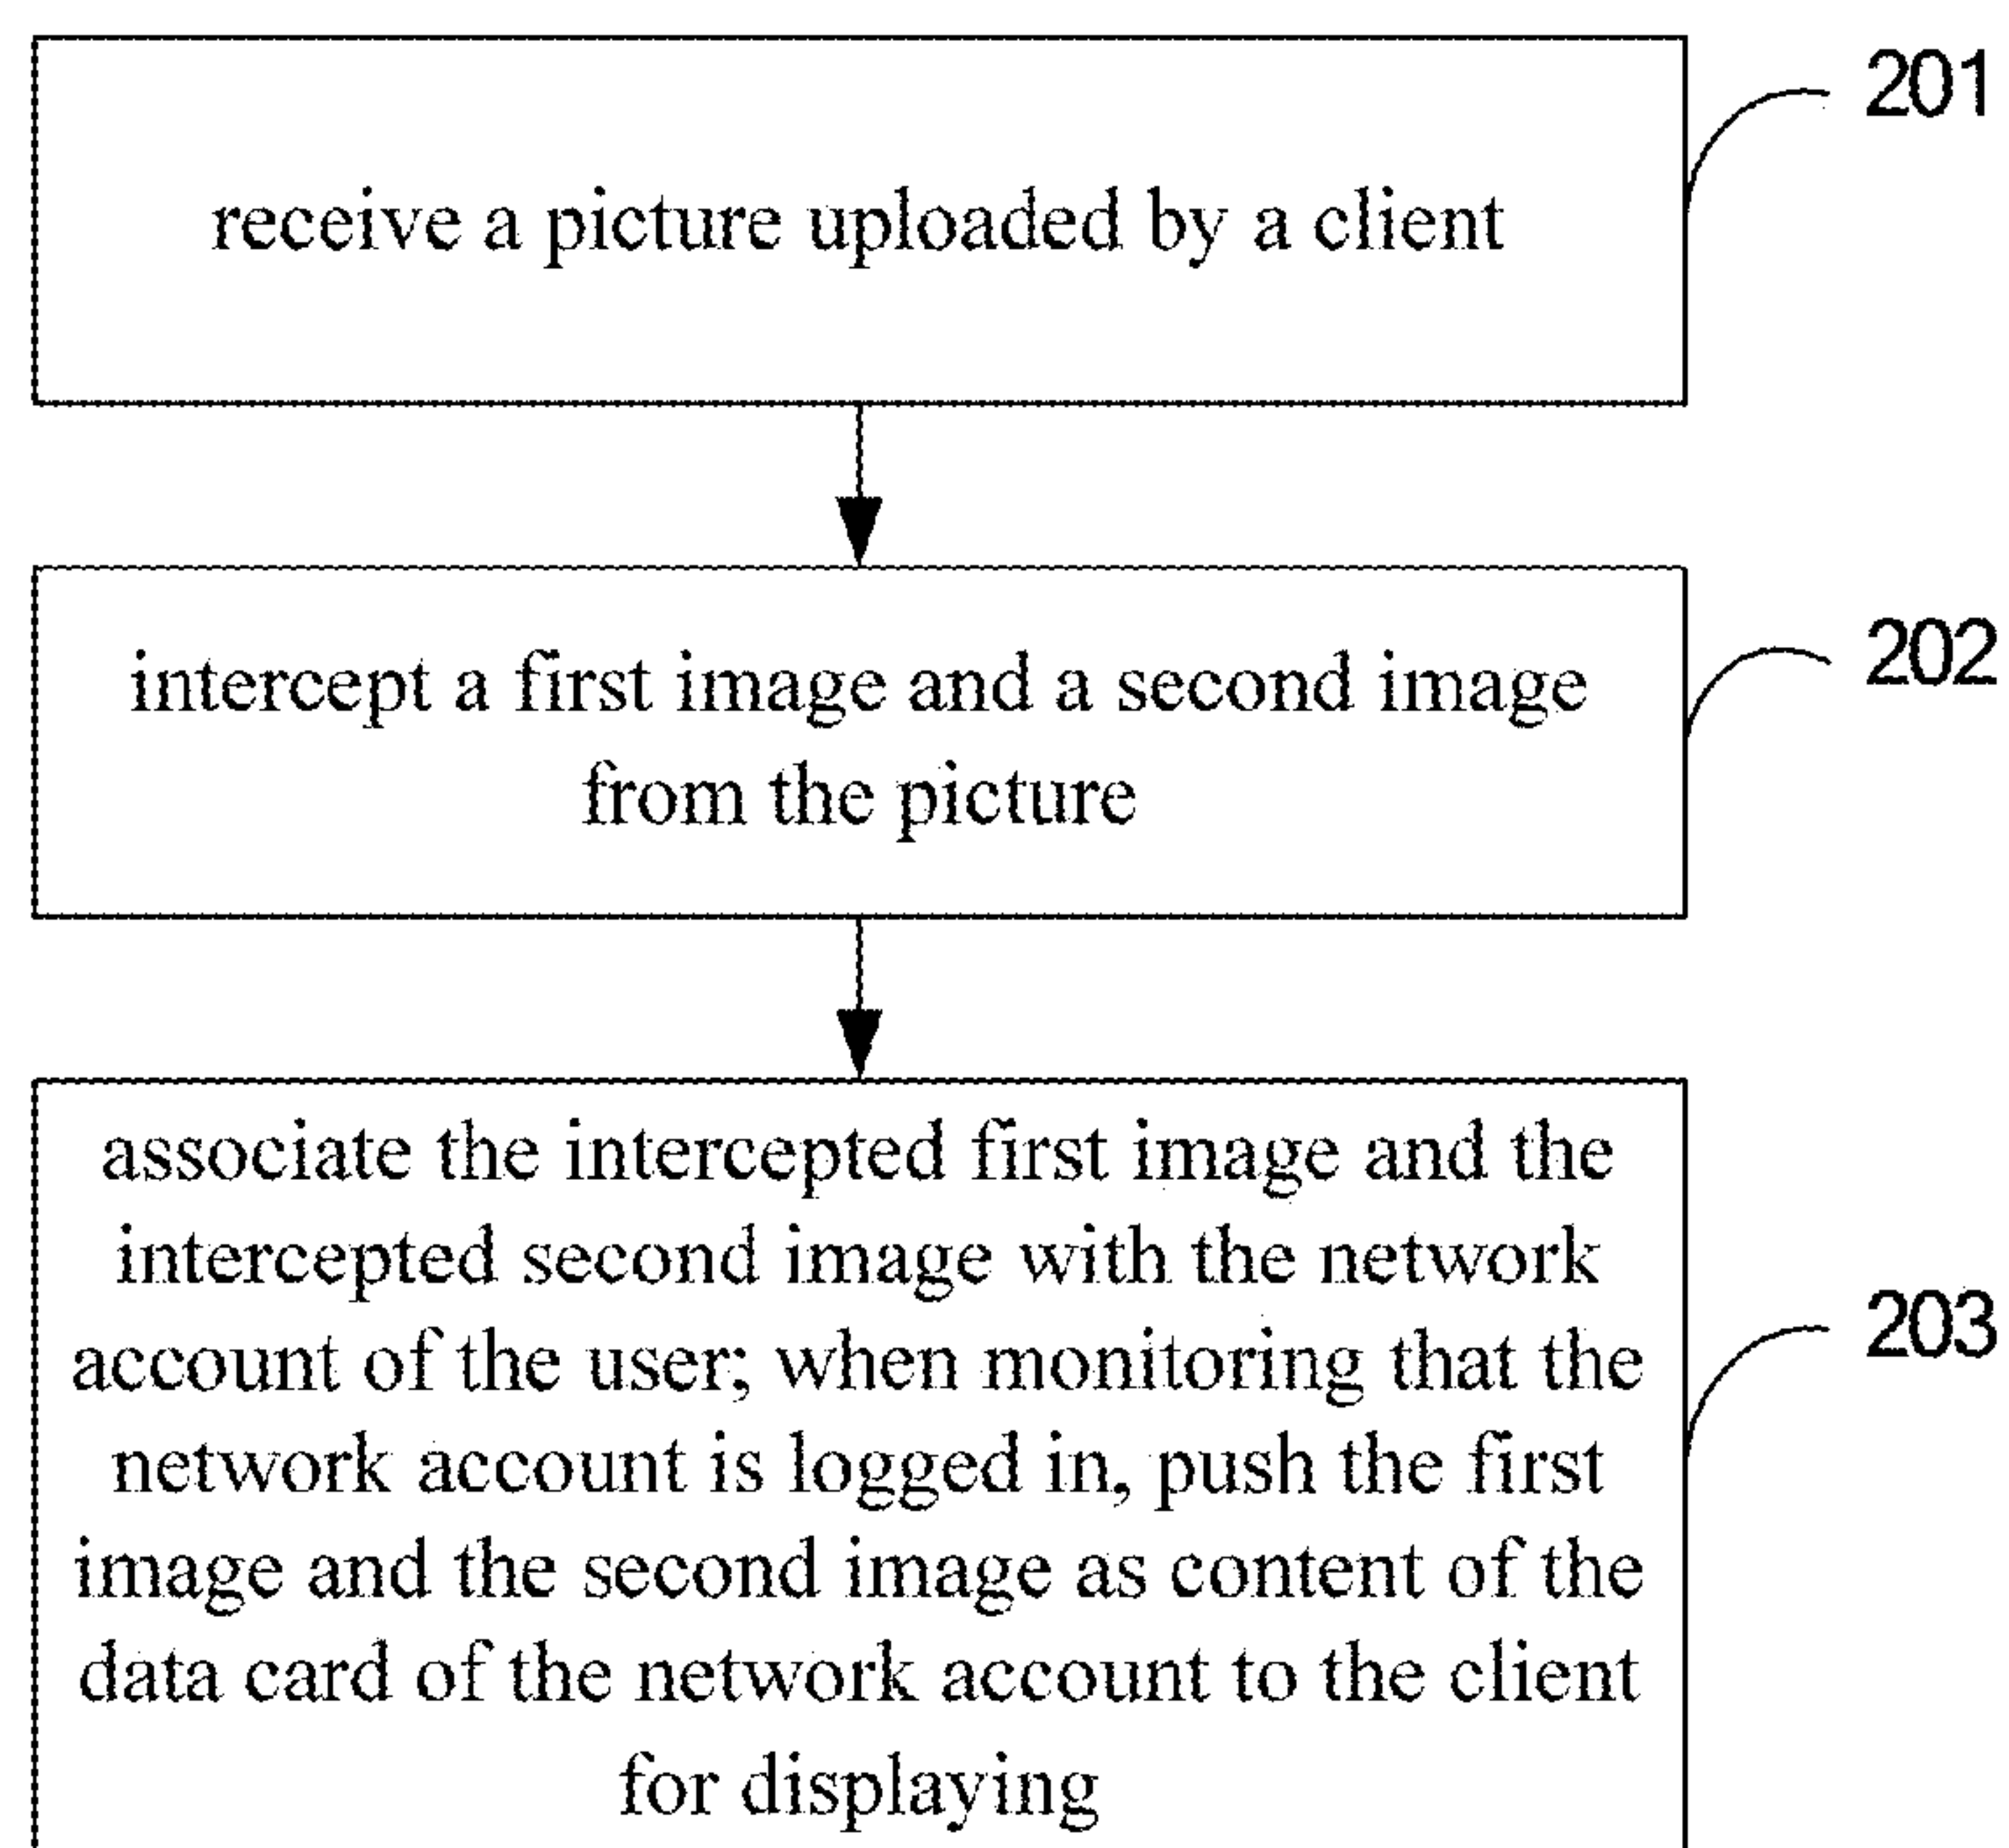 201
receive a picture uploaded by a client
202
intercept a first image and a second image
from the picture
associate the intercepted first image and the
intercepted second image with the network
account of the user; when monitoring that the
203
network account is logged in, push the first
image and the second image as content of the
data card of the network account to the client
for displaying